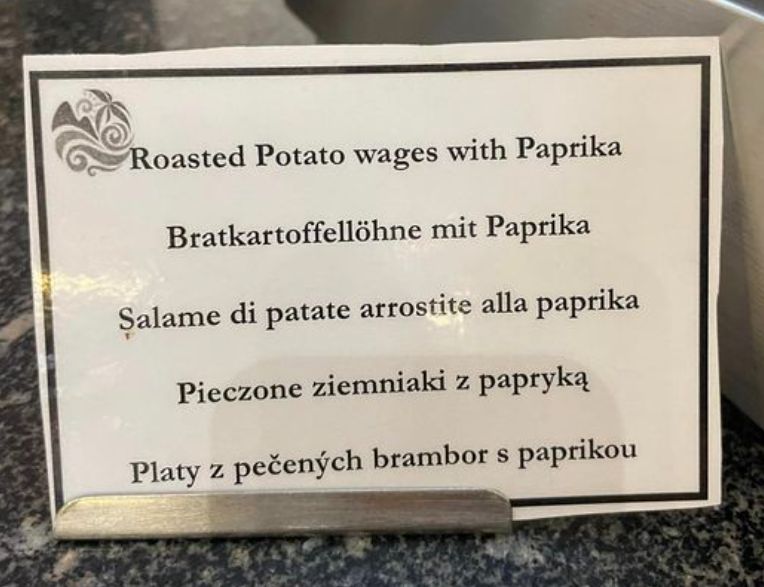 Roasted Potato wages with Paprika
Bratkartoffellöhne mit Paprika
Salame di patate arrostite alla paprika
Pieczone ziemniaki z papryką
Platy z pečených brambor s paprikou